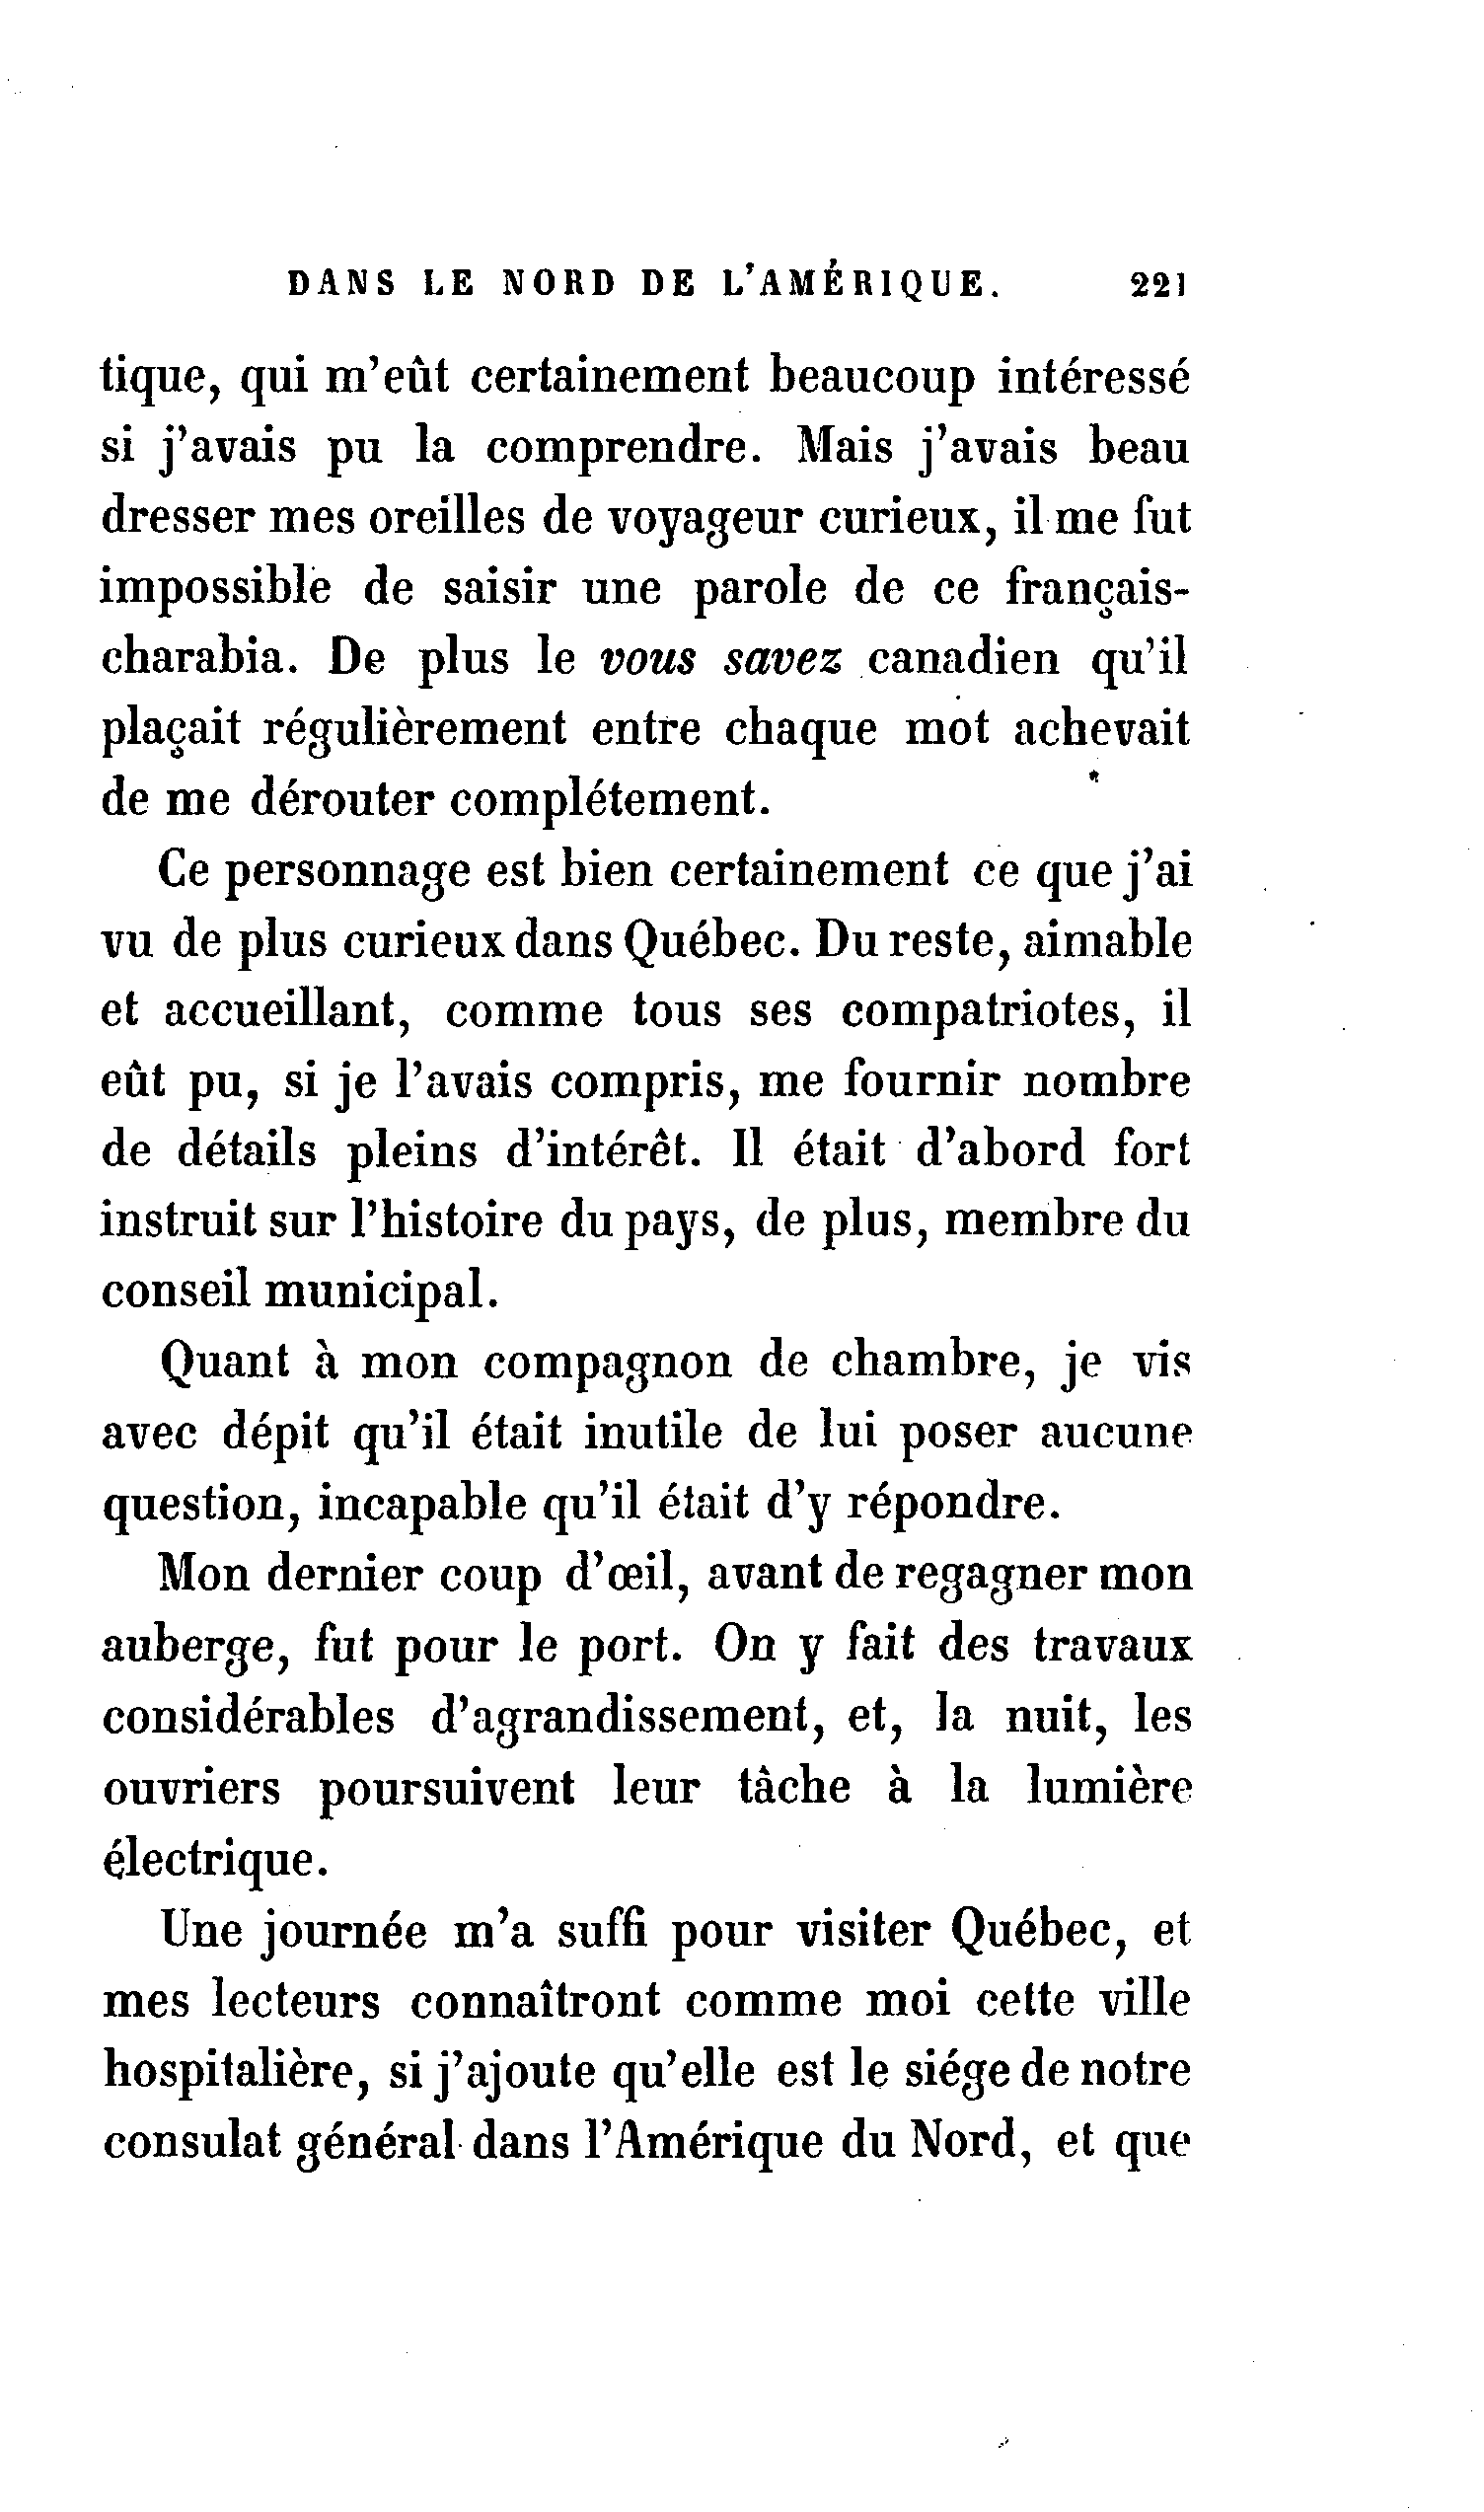 DANS LE NORD DE L'AMÉRIQUE. 221
tique, qui m'eût certainement beaucoup intéressé
si j'avais pu la comprendre. Mais j'avais beau
dresser mes oreilles de voyageur curieux, il me fut
impossible de saisir une parole de ce français-
charabia. De plus le vous savez canadien qu'il
plaçait régulièrement entre chaque mot achevait
de me dérouter complétement.
Ce personnage est bien certainement ce que j'ai
vu de plus curieux dans Québec. Du reste, aimable
et accueillant, comme tous ses compatriotes, il
eût pu, si je l'avais compris, me fournir nombre
de détails pleins d'intérêt. Il était d'abord fort
instruit sur l'histoire du pays, de plus, membre du
conseil municipal.
Quant à mon compagnon de chambre, je vis
avec dépit qu'il était inutile de lui poser aucune
question, incapable qu'il était d'y répondre.
Mon dernier coup d'œil, avant de regagner mon
auberge, fut pour le port. On y fait des travaux
considérables d'agrandissement, et, la nuit, les
ouvriers poursuivent leur tâche à la lumière
électrique.
Une journée m'a suffi pour visiter Québec, et
mes lecteurs connaîtront comme moi cette ville
hospitalière, si j'ajoute qu'elle est le siége de notre
consulat général dans l'Amérique du Nord, et que